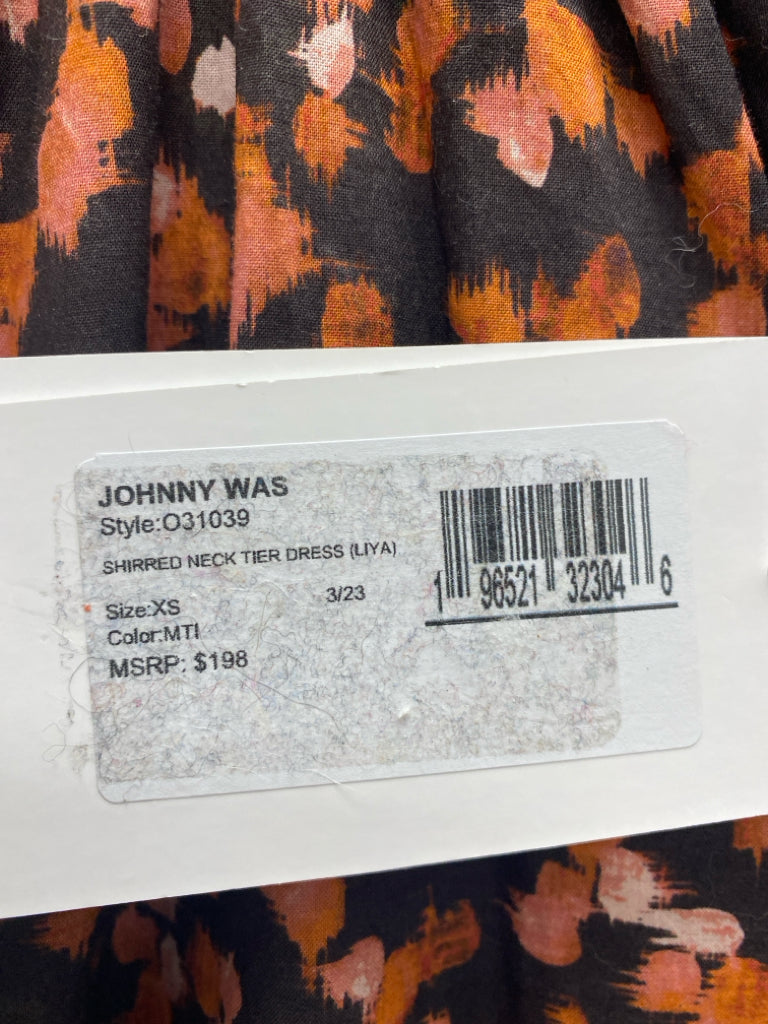 JOHNNY WAS
Style:O31039
SHIRRED NECK TIER DRESS (LIYA)
Size:XS 3/23
Color:MTI
MSRP: $198
1 96521 32304 6